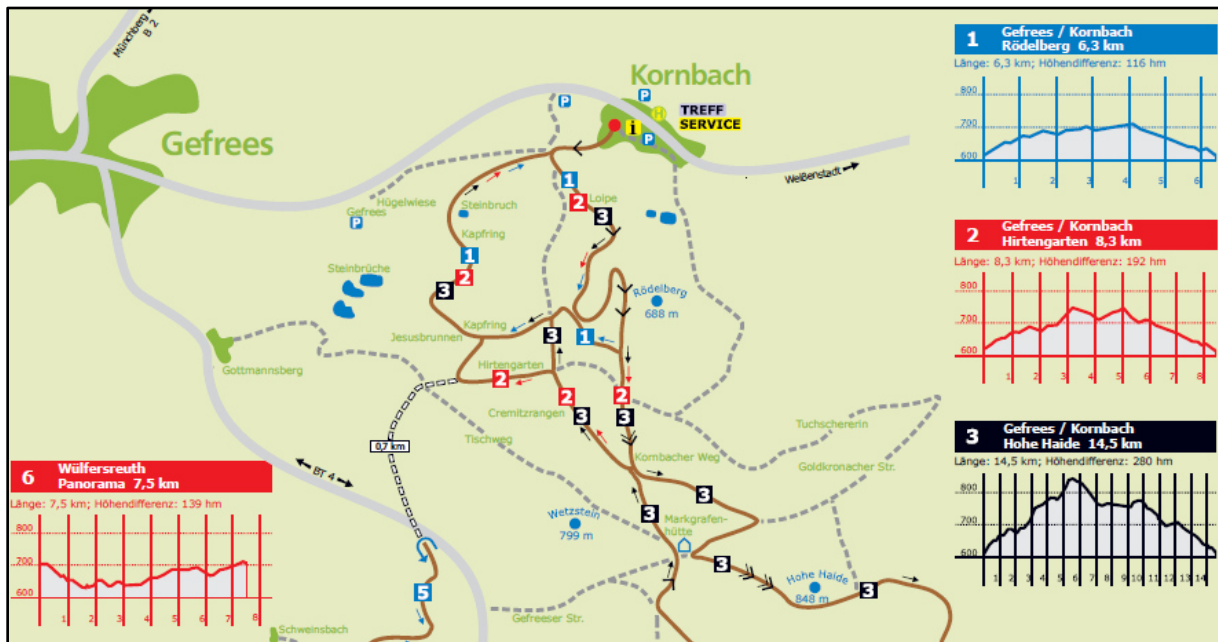 Münchberg
B 2
Gefrees
Kornbach
P
P
H
i
P
TREFF
SERVICE
Weißenstadt
Gefrees
P
Hügelwiese
Steinbruch
Kapfring
1
2
3
Loipe
1
2
3
Steinbrüche
Rödelberg
688 m
Jesusbrunnen
Kapfring
3
1
Gottmannsberg
Hirtengarten
2
2
3
2
3
Cremitzrangen
Tischweg
0,7 km
BT 4
Kornbacher Weg
Tuchschererin
Goldkronacher Str.
3
3
Wetzstein
799 m
Markgrafen-
hütte
3
Hohe Haide
848 m
3
5
Gefreeser Str.
Schweinsbach
1 Gefrees / Kornbach
Rödelberg 6,3 km
Länge: 6,3 km; Höhendifferenz: 116 hm
800
700
600
1 2 3 4 5 6
2 Gefrees / Kornbach
Hirtengarten 8,3 km
Länge: 8,3 km; Höhendifferenz: 192 hm
800
700
600
1 2 3 4 5 6 7 8
3 Gefrees / Kornbach
Hohe Haide 14,5 km
Länge: 14,5 km; Höhendifferenz: 280 hm
800
700
600
1 2 3 4 5 6 7 8 9 10 11 12 13 14
6 Wülfersreuth
Panorama 7,5 km
Länge: 7,5 km; Höhendifferenz: 139 hm
800
700
600
1 2 3 4 5 6 7 8